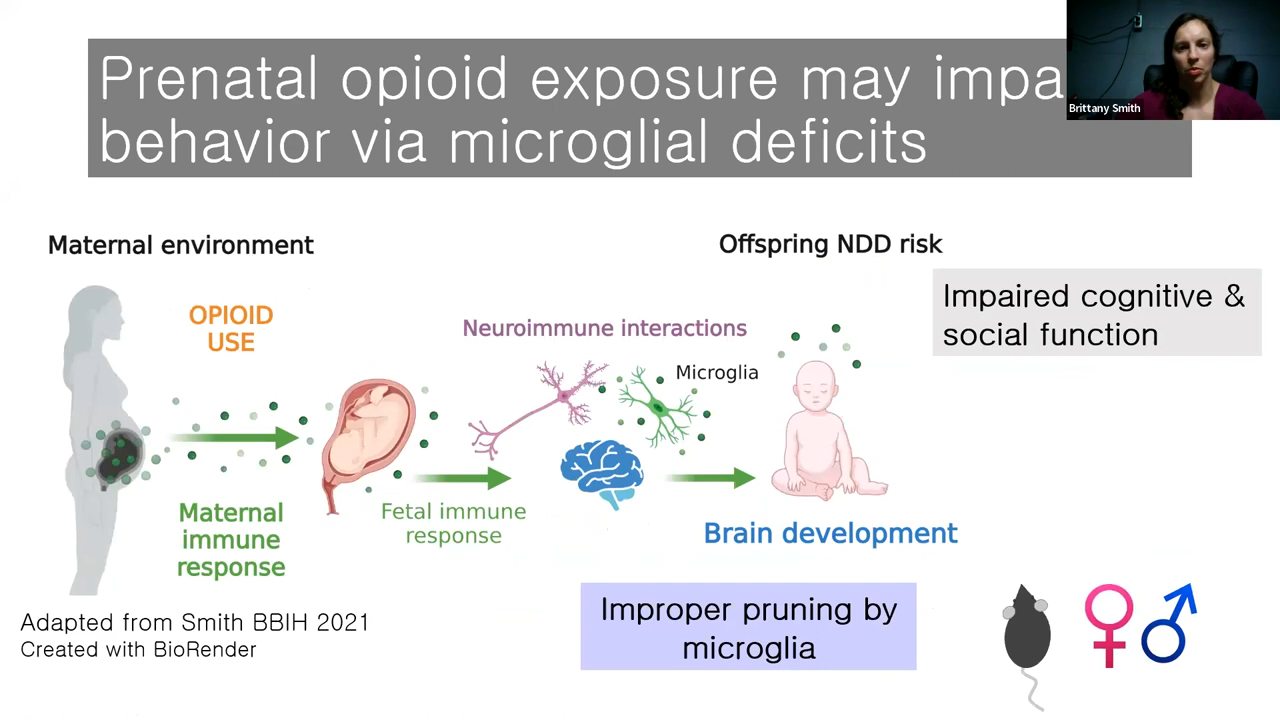 Prenatal opioid exposure may impa
behavior via microglial deficits
Brittany Smith
Maternal environment
Offspring NDD risk
Impaired cognitive &
social function
OPIOID
USE
Neuroimmune interactions
Microglia
Maternal
immune
response
Fetal immune
response
Brain development
Improper pruning by
microglia
Adapted from Smith BBIH 2021
Created with BioRender